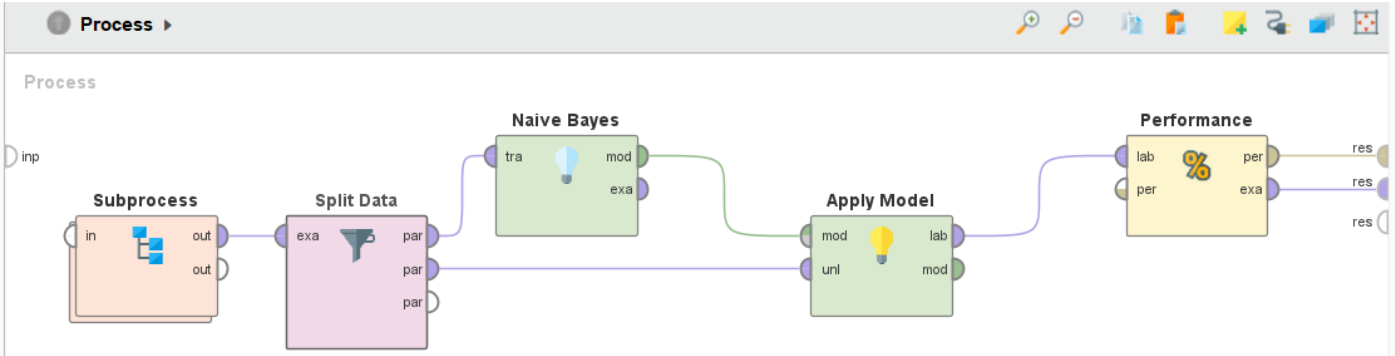 Process
Process
inp
Subprocess
in
out
out
Split Data
exa
par
par
par
Naive Bayes
tra
mod
exa
Apply Model
mod
lab
unl
mod
Performance
lab
per
%
per
exa
res
res
res